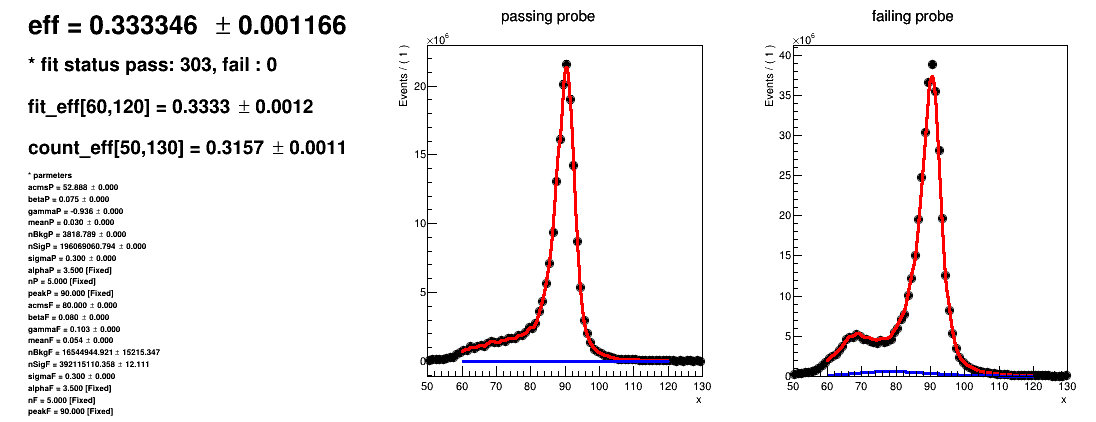 eff = 0.333346 ± 0.001166
* fit status pass: 303, fail : 0
fit_eff[60,120] = 0.3333 ± 0.0012
count_eff[50,130] = 0.3157 ± 0.0011
* parmeters
acmsP = 52.888 ± 0.000
betaP = 0.075 ± 0.000
gammaP = -0.936 ± 0.000
meanP = 0.030 ± 0.000
nBkgP = 3818.789 ± 0.000
nSigP = 196069060.794 ± 0.000
sigmaP = 0.300 ± 0.000
alphaP = 3.500 [Fixed]
nP = 5.000 [Fixed]
peakP = 90.000 [Fixed]
acmsF = 80.000 ± 0.000
betaF = 0.080 ± 0.000
gammaF = 0.103 ± 0.000
meanF = 0.054 ± 0.000
nBkgF = 16544944.921 ± 15215.347
nSigF = 392115110.358 ± 12.111
sigmaF = 0.300 ± 0.000
alphaF = 3.500 [Fixed]
nF = 5.000 [Fixed]
peakF = 90.000 [Fixed]
passing probe
×10⁶
Events / ( 1 )
20
15
10
5
0
50 60 70 80 90 100 110 120 130
x
failing probe
×10⁶
Events / ( 1 )
40
35
30
25
20
15
10
5
0
50 60 70 80 90 100 110 120 130
x